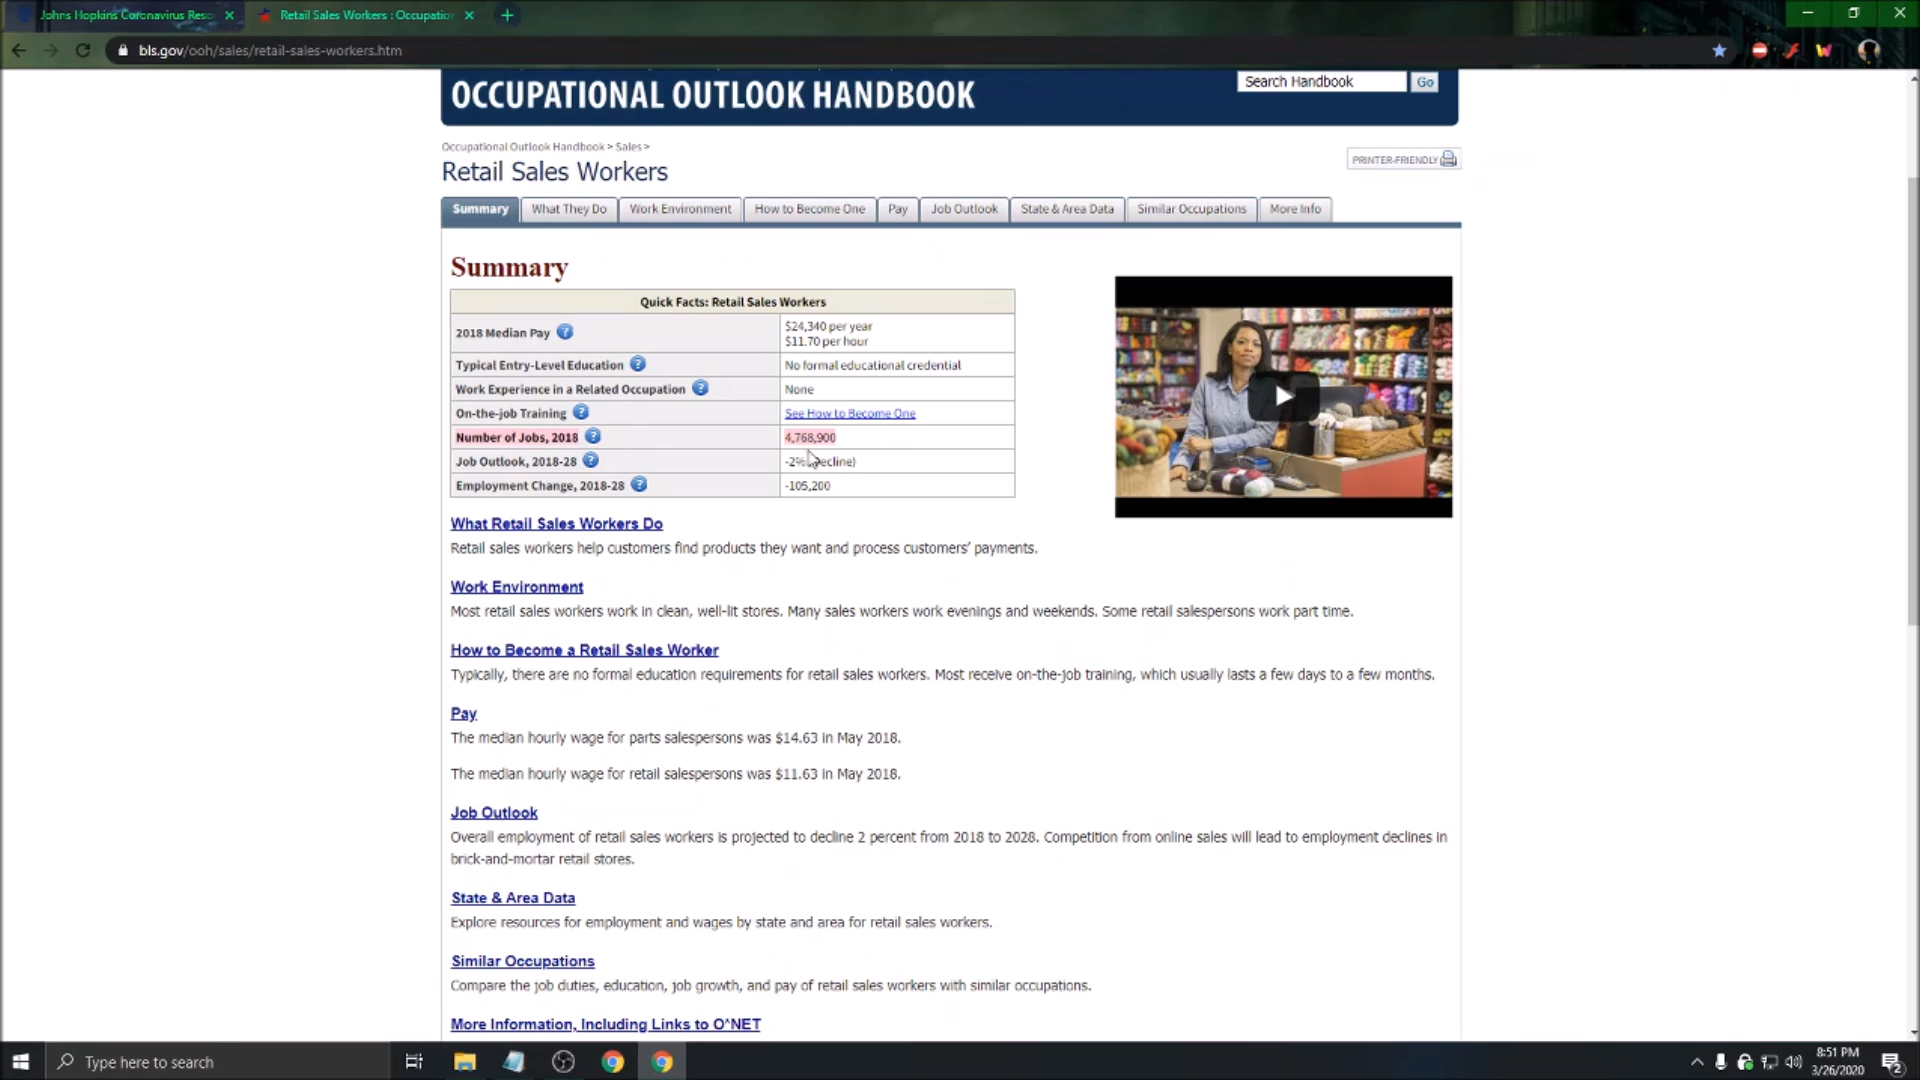 Johns Hopkins Coronavirus Reso
Retail Sales Workers : Occupation
bls.gov/ooh/sales/retail-sales-workers.htm
OCCUPATIONAL OUTLOOK HANDBOOK
Search Handbook
Go
Occupational Outlook Handbook > Sales >
PRINTER-FRIENDLY
Retail Sales Workers
Summary What They Do Work Environment How to Become One Pay Job Outlook State & Area Data Similar Occupations More Info
Summary
Quick Facts: Retail Sales Workers
2018 Median Pay ? $24,340 per year
$11.70 per hour
Typical Entry-Level Education ? No formal educational credential
Work Experience in a Related Occupation ? None
On-the-job Training ? See How to Become One
Number of Jobs, 2018 ? 4,768,900
Job Outlook, 2018-28 ? -2% (Decline)
Employment Change, 2018-28 ? -105,200
What Retail Sales Workers Do
Retail sales workers help customers find products they want and process customers' payments.
Work Environment
Most retail sales workers work in clean, well-lit stores. Many sales workers work evenings and weekends. Some retail salespersons work part time.
How to Become a Retail Sales Worker
Typically, there are no formal education requirements for retail sales workers. Most receive on-the-job training, which usually lasts a few days to a few months.
Pay
The median hourly wage for parts salespersons was $14.63 in May 2018.
The median hourly wage for retail salespersons was $11.63 in May 2018.
Job Outlook
Overall employment of retail sales workers is projected to decline 2 percent from 2018 to 2028. Competition from online sales will lead to employment declines in
brick-and-mortar retail stores.
State & Area Data
Explore resources for employment and wages by state and area for retail sales workers.
Similar Occupations
Compare the job duties, education, job growth, and pay of retail sales workers with similar occupations.
More Information, Including Links to O*NET
Type here to search
8:51 PM
3/26/2020
2